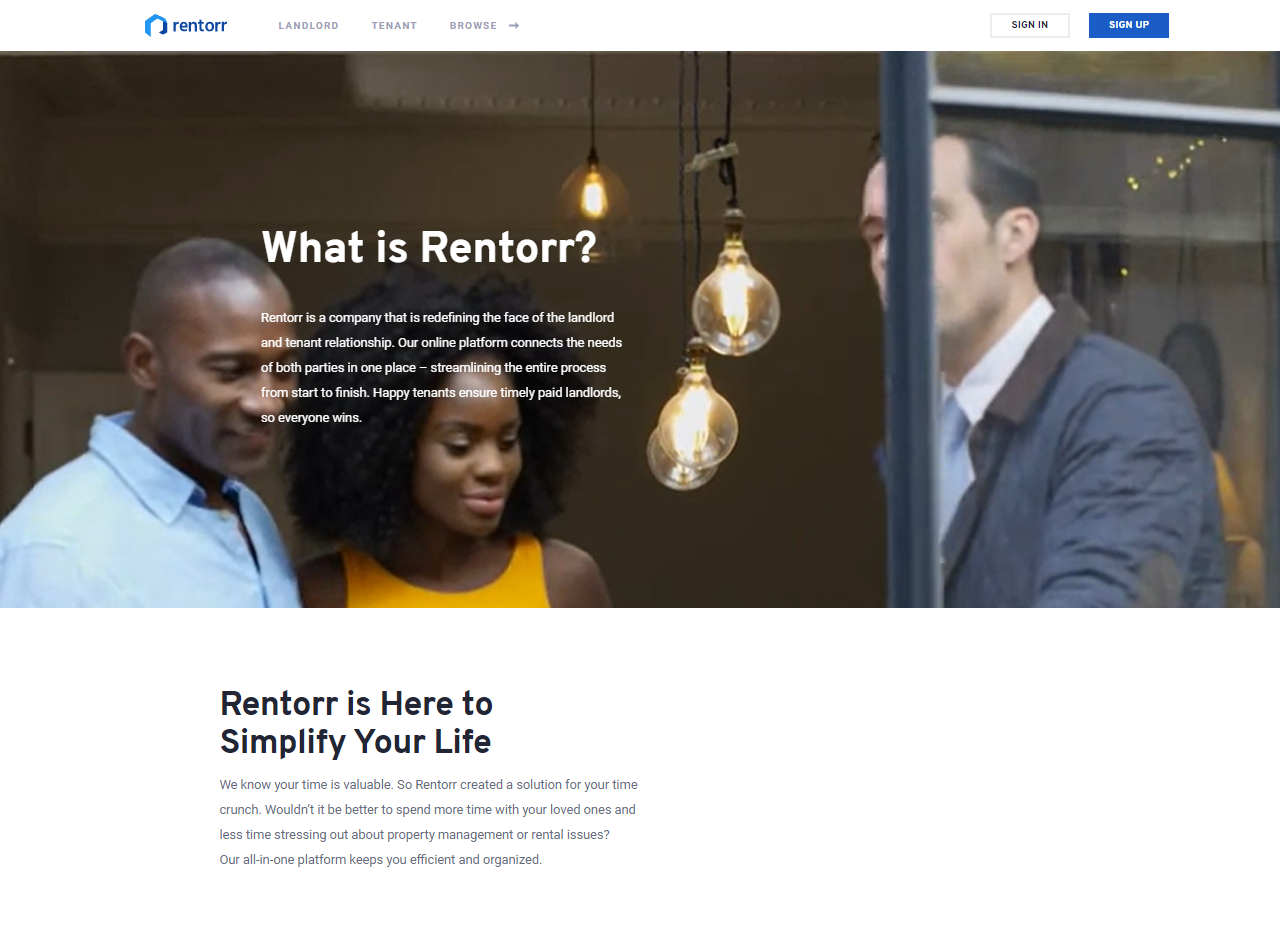 rentorr LANDLORD TENANT BROWSE → SIGN IN SIGN UP
What is Rentorr?
Rentorr is a company that is redefining the face of the landlord
and tenant relationship. Our online platform connects the needs
of both parties in one place – streamlining the entire process
from start to finish. Happy tenants ensure timely paid landlords,
so everyone wins.
Rentorr is Here to
Simplify Your Life
We know your time is valuable. So Rentorr created a solution for your time
crunch. Wouldn’t it be better to spend more time with your loved ones and
less time stressing out about property management or rental issues?
Our all-in-one platform keeps you efficient and organized.